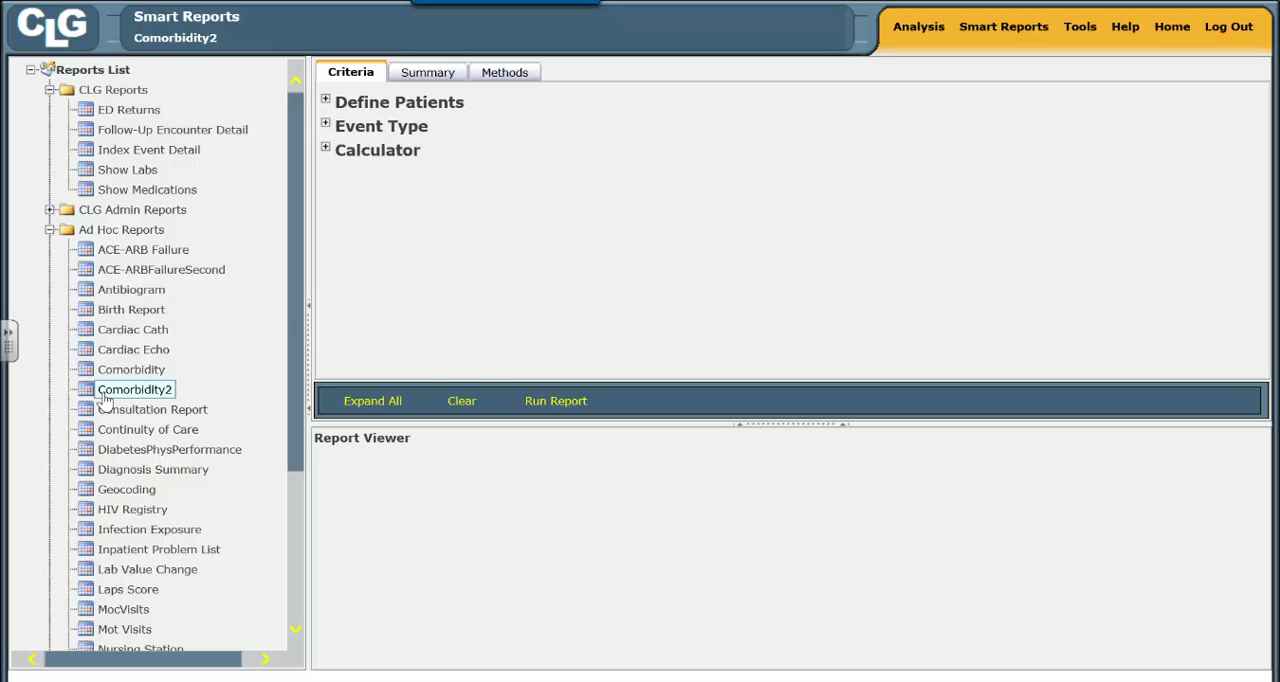 CLG
Smart Reports
Comorbidity2
Analysis Smart Reports Tools Help Home Log Out
Reports List
CLG Reports
ED Returns
Follow-Up Encounter Detail
Index Event Detail
Show Labs
Show Medications
CLG Admin Reports
Ad Hoc Reports
ACE-ARB Failure
ACE-ARBFailureSecond
Antibiogram
Birth Report
Cardiac Cath
Cardiac Echo
Comorbidity
Comorbidity2
Consultation Report
Continuity of Care
DiabetesPhysPerformance
Diagnosis Summary
Geocoding
HIV Registry
Infection Exposure
Inpatient Problem List
Lab Value Change
Laps Score
MocVisits
Mot Visits
Nursing Station
Criteria Summary Methods
Define Patients
Event Type
Calculator
Expand All Clear Run Report
Report Viewer